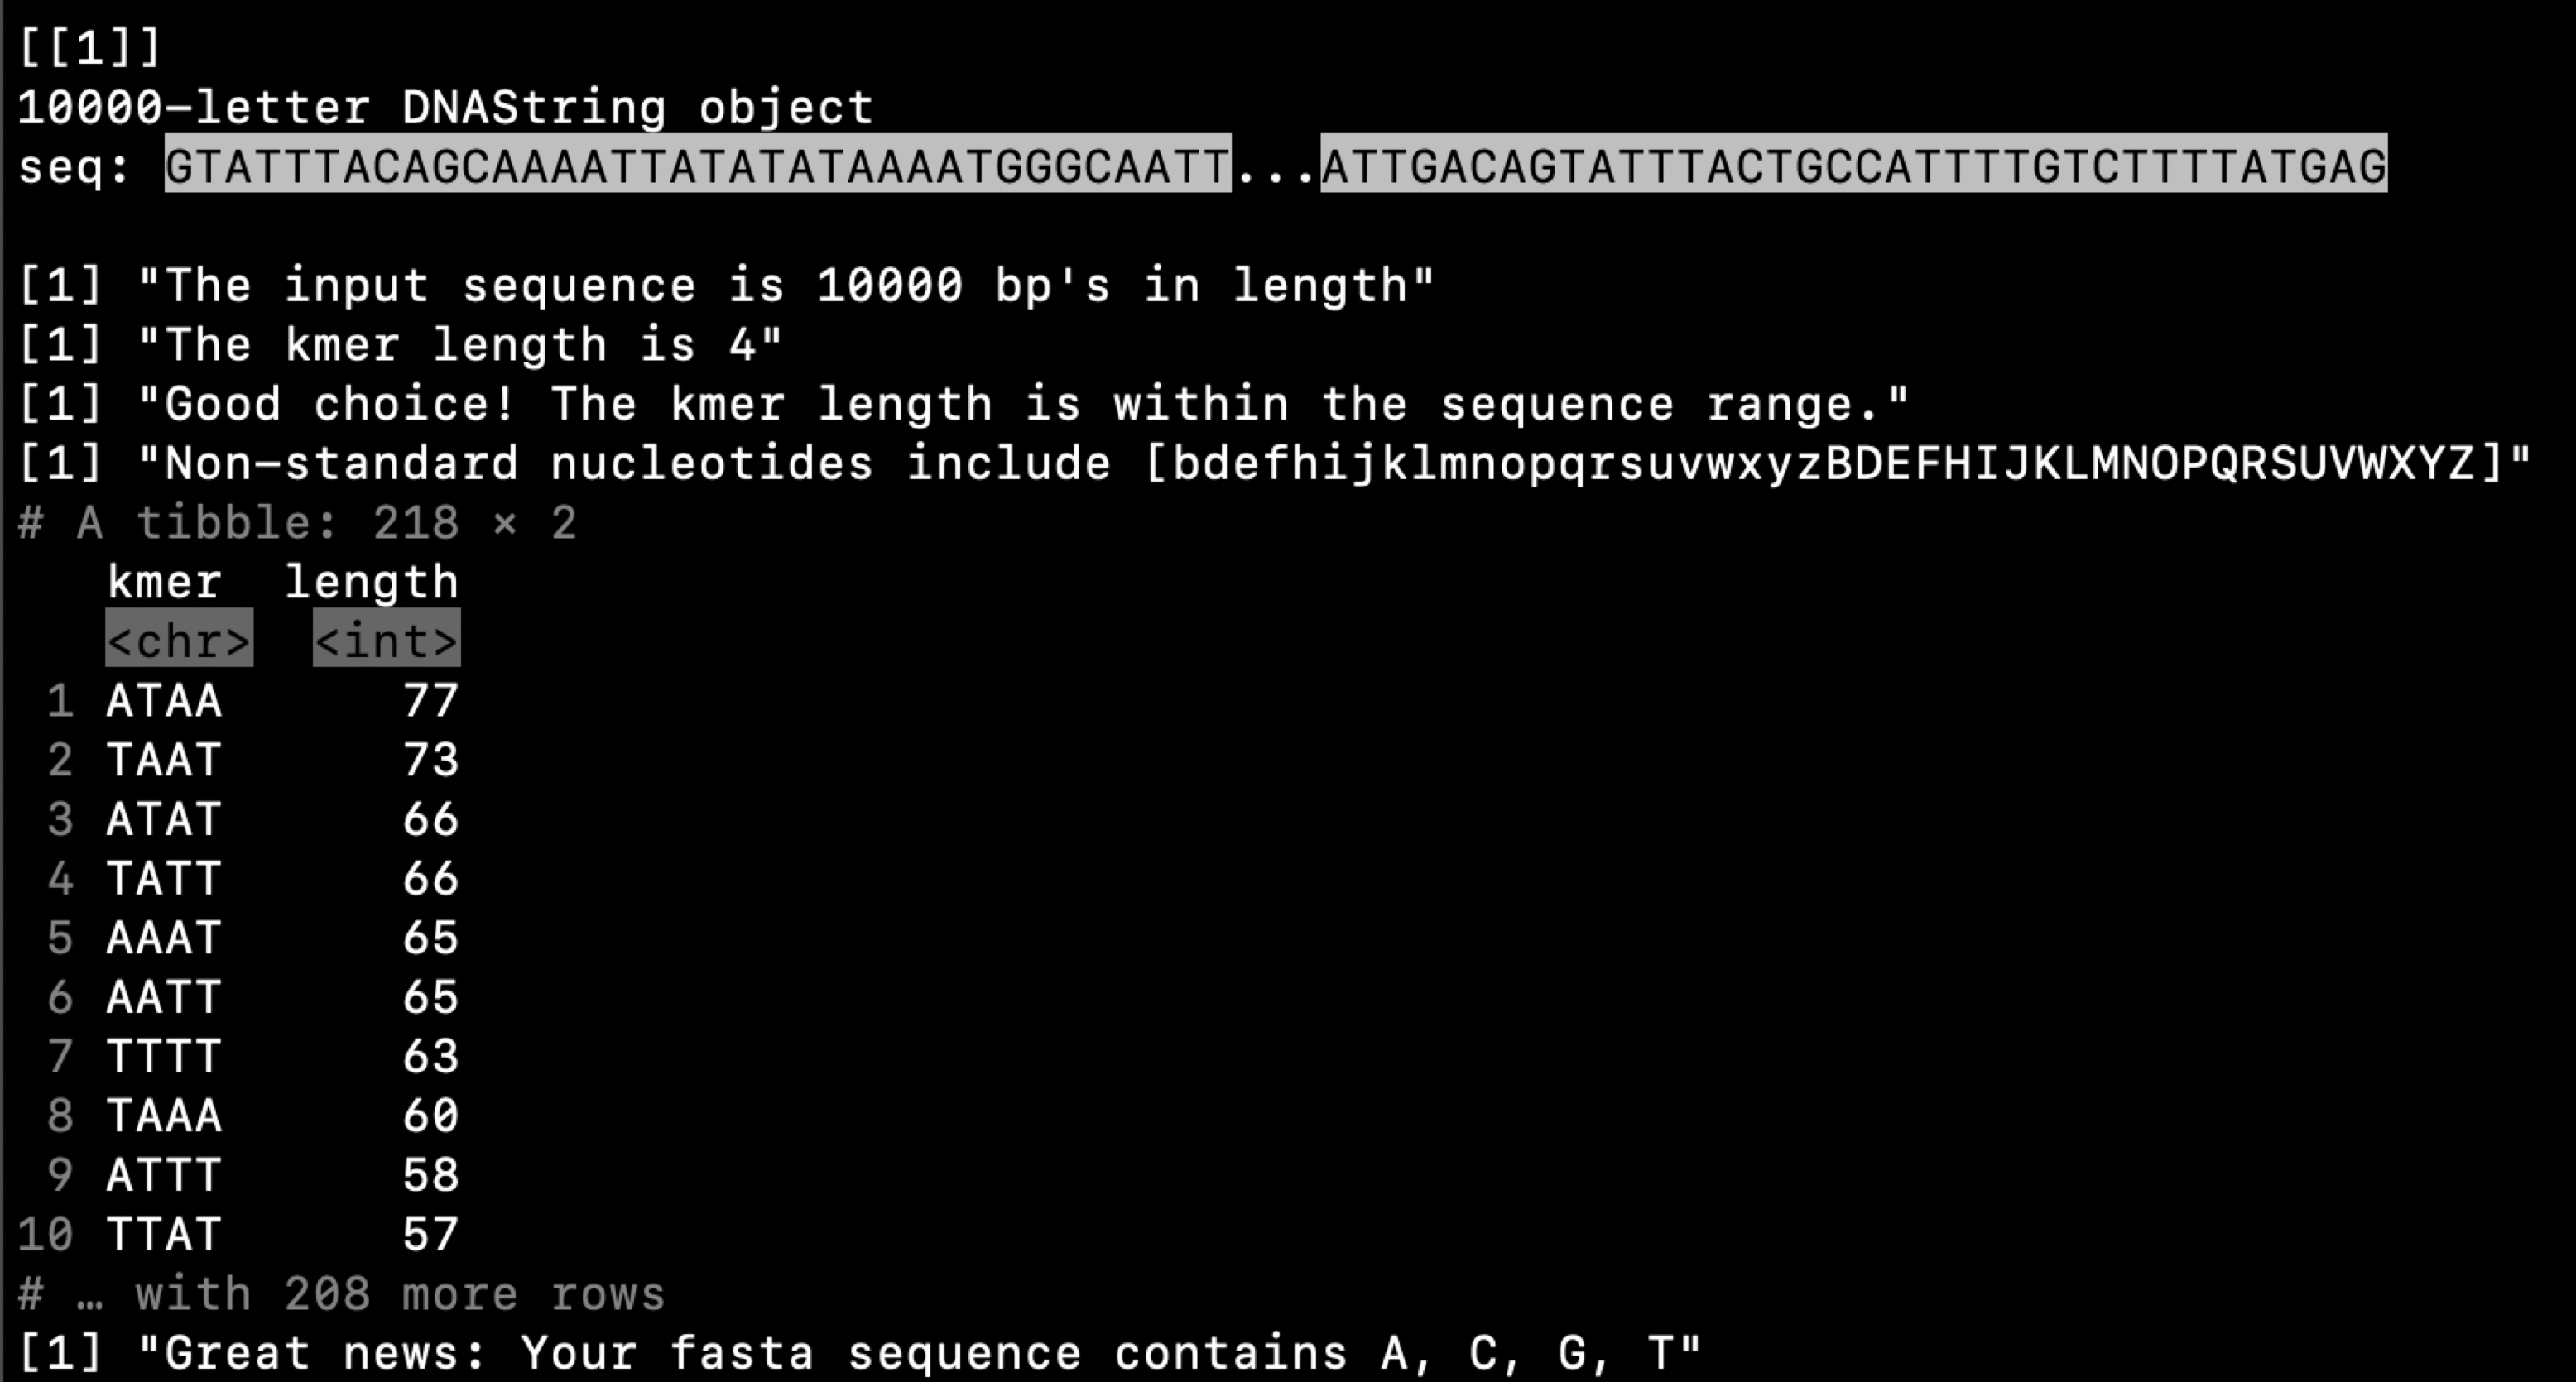 [[1]]
10000-letter DNAString object
seq: GTATTTACAGCAAAATTATATATAAAATGGGCAATT...ATTGACAGTATTTACTGCCATTTTGTCTTTTATGAG
[1] "The input sequence is 10000 bp's in length"
[1] "The kmer length is 4"
[1] "Good choice! The kmer length is within the sequence range."
[1] "Non-standard nucleotides include [bdefhijklmnopqrsuvwxyzBDEFHIJKLMNOPQRSUVWXYZ]"
# A tibble: 218 × 2
kmer length
<chr> <int>
1 ATAA 77
2 TAAT 73
3 ATAT 66
4 TATT 66
5 AAAT 65
6 AATT 65
7 TTTT 63
8 TAAA 60
9 ATTT 58
10 TTAT 57
# … with 208 more rows
[1] "Great news: Your fasta sequence contains A, C, G, T"